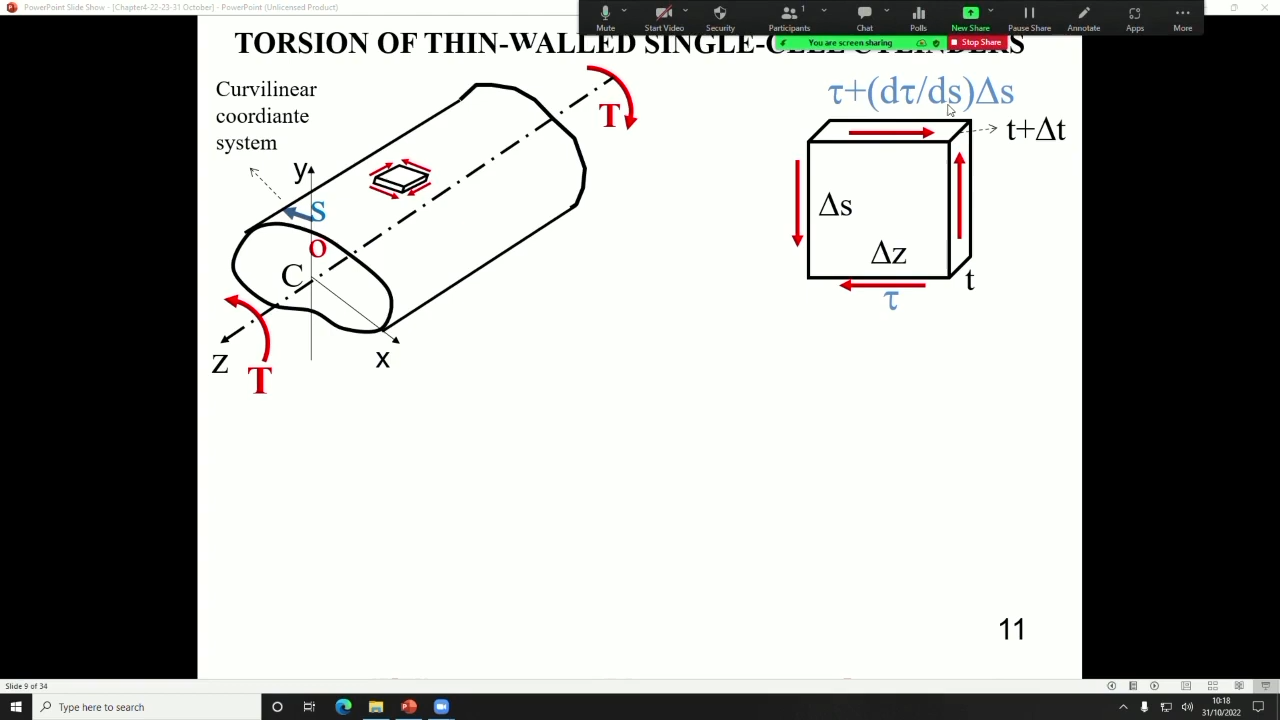 PowerPoint Slide Show - [Chapter4-22-23-31 October] - PowerPoint (Unlicensed Product)
Mute
Start Video
Security
1
Participants
Chat
Polls
New Share
Pause Share
Annotate
Apps
More
You are screen sharing
Stop Share
TORSION OF THIN-WALLED SINGLE-CELL CYLINDERS
Curvilinear
coordiante
system
y
S
O
C
Z
T
x
T
τ+(dτ/ds)Δs
t+Δt
Δs
Δz
t
τ
11
Slide 9 of 34
Type here to search
10:18
31/10/2022